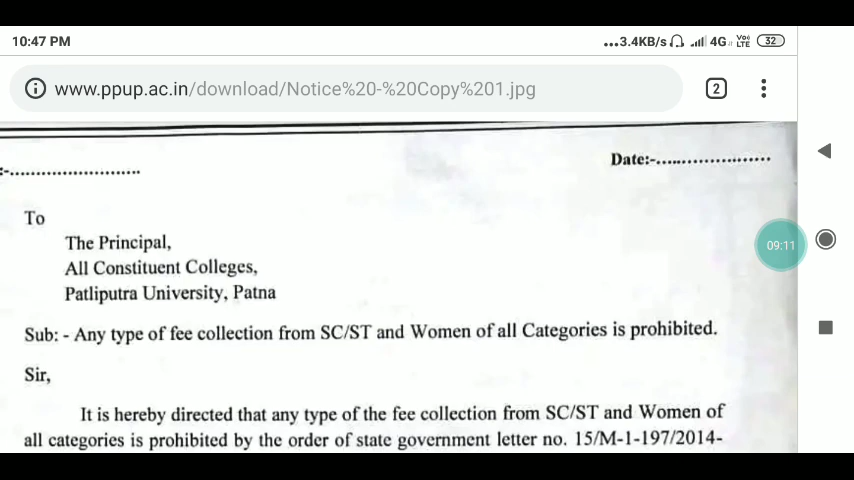 10:47 PM
...3.4KB/s 4G Vo LTE 32
www.ppup.ac.in/download/Notice%20-%20Copy%201.jpg
2
:-..........................
Date:-........................
To
The Principal,
All Constituent Colleges,
Patliputra University, Patna
09:11
Sub: - Any type of fee collection from SC/ST and Women of all Categories is prohibited.
Sir,
It is hereby directed that any type of the fee collection from SC/ST and Women of
all categories is prohibited by the order of state government letter no. 15/M-1-197/2014-